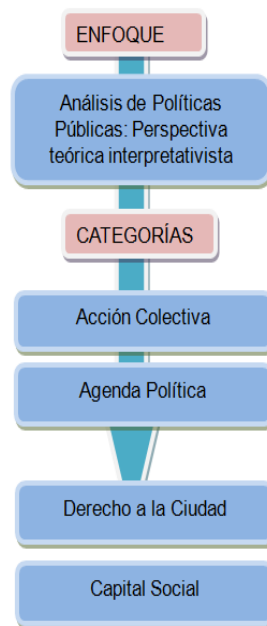 ENFOQUE
Análisis de Políticas
Públicas: Perspectiva
teórica interpretativista
CATEGORÍAS
Acción Colectiva
Agenda Política
Derecho a la Ciudad
Capital Social